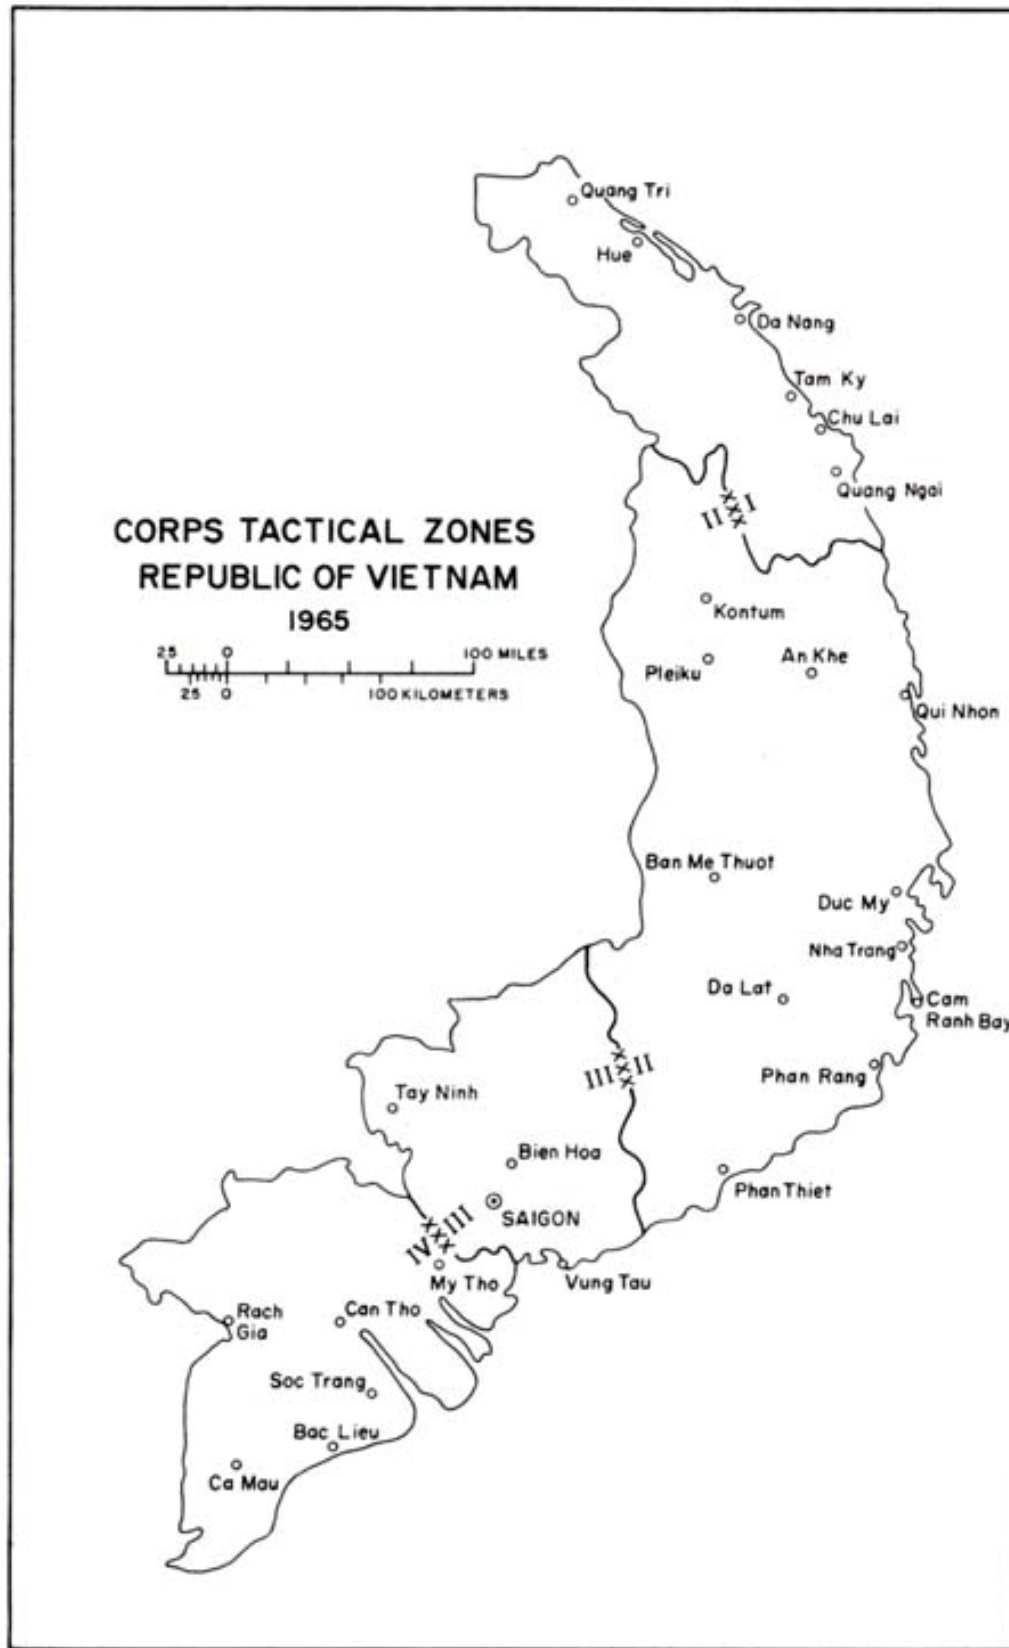 Quang Tri
Hue
Da Nang
Tam Ky
Chu Lai
Quang Ngai
I
XXX
II
CORPS TACTICAL ZONES
REPUBLIC OF VIETNAM
1965
25 0 100 MILES
25 0 100 KILOMETERS
Kontum
Pleiku
An Khe
Qui Nhon
Ban Me Thuot
Duc My
Nha Trang
Da Lat
Cam
Ranh Bay
III XXX II
Phan Rang
Tay Ninh
Bien Hoa
Phan Thiet
SAIGON
IV XXX III
My Tho
Vung Tau
Rach
Gia
Can Tho
Soc Trang
Bac Lieu
Ca Mau